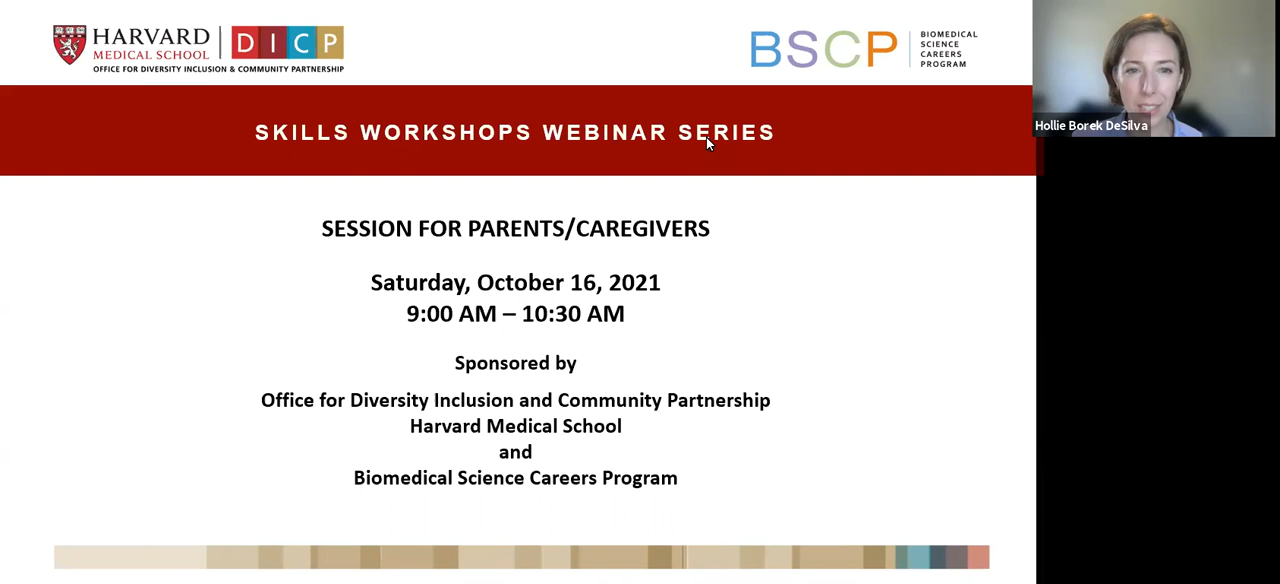 HARVARD
MEDICAL SCHOOL
DICP
OFFICE FOR DIVERSITY INCLUSION & COMMUNITY PARTNERSHIP
BSCP
BIOMEDICAL
SCIENCE
CAREERS
PROGRAM
Hollie Borek DeSilva
SKILLS WORKSHOPS WEBINAR SERIES
SESSION FOR PARENTS/CAREGIVERS
Saturday, October 16, 2021
9:00 AM – 10:30 AM
Sponsored by
Office for Diversity Inclusion and Community Partnership
Harvard Medical School
and
Biomedical Science Careers Program